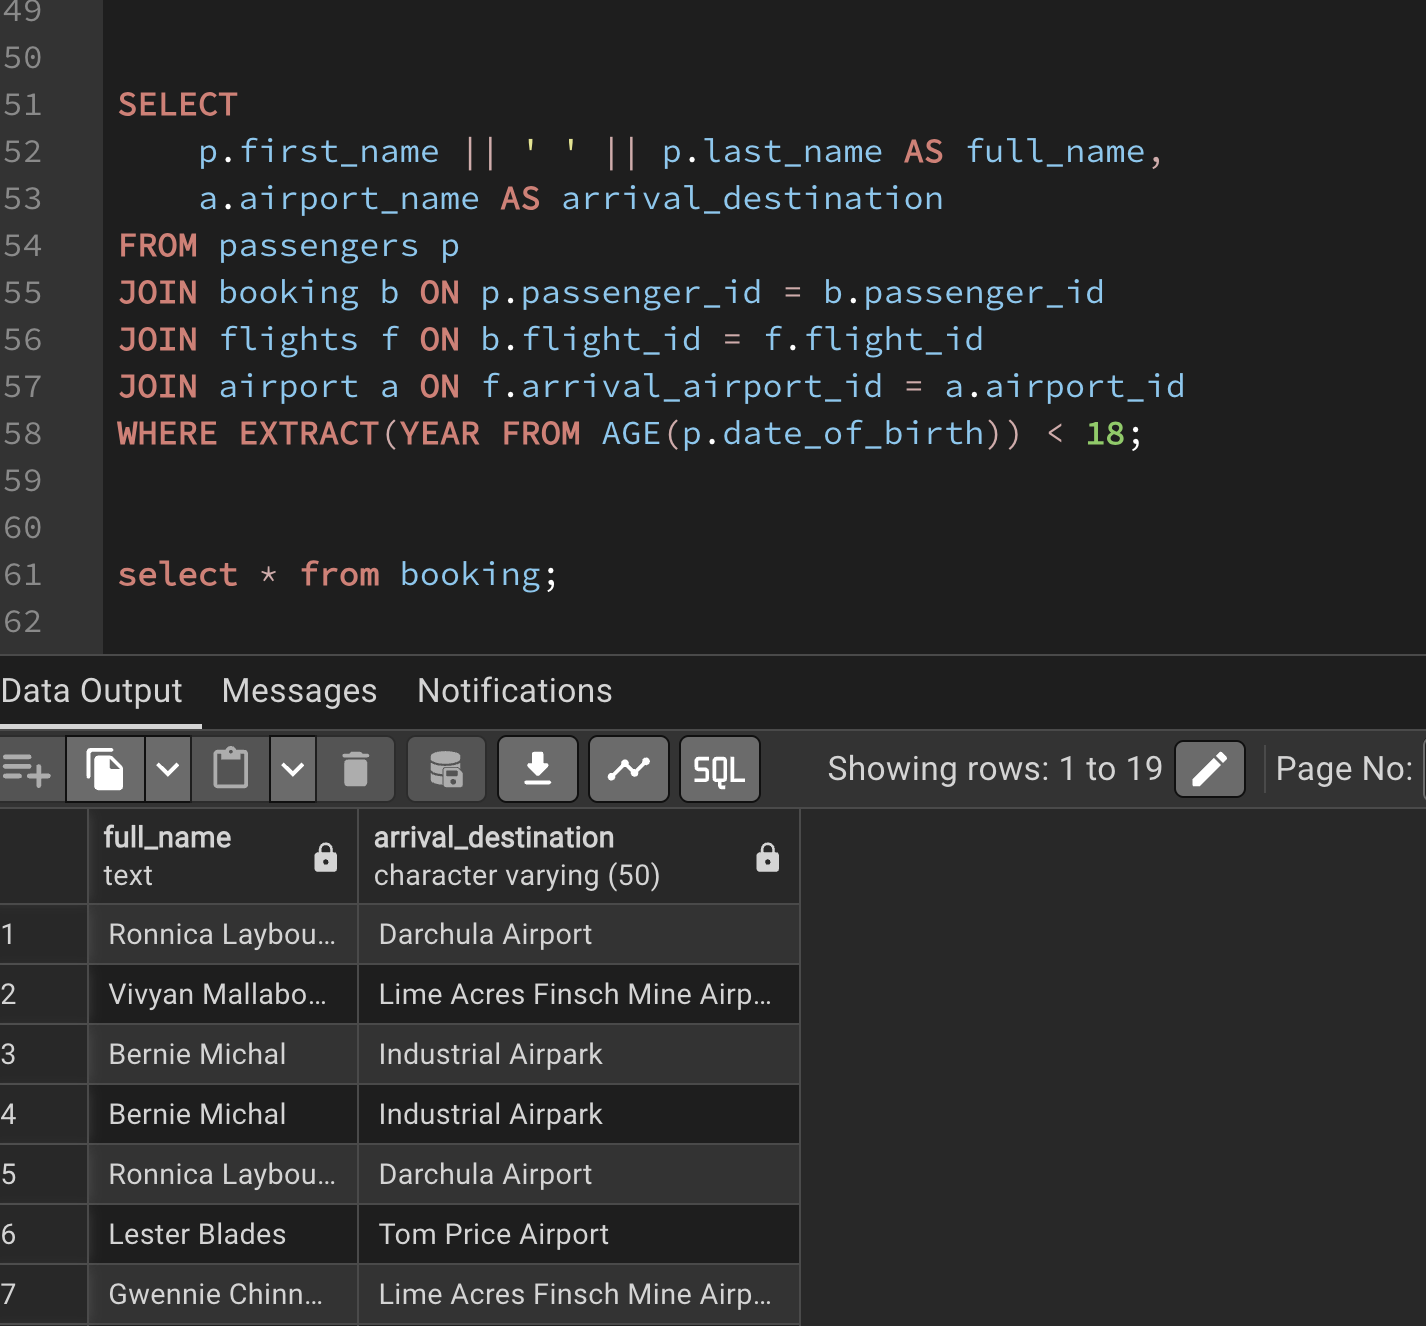 49
50
51 SELECT
52 p.first_name || ' ' || p.last_name AS full_name,
53 a.airport_name AS arrival_destination
54 FROM passengers p
55 JOIN booking b ON p.passenger_id = b.passenger_id
56 JOIN flights f ON b.flight_id = f.flight_id
57 JOIN airport a ON f.arrival_airport_id = a.airport_id
58 WHERE EXTRACT(YEAR FROM AGE(p.date_of_birth)) < 18;
59
60
61 select * from booking;
62
Data Output Messages Notifications
SQL Showing rows: 1 to 19 Page No:
full_name arrival_destination
text character varying (50)
1 Ronnica Laybou... Darchula Airport
2 Vivyan Mallabo... Lime Acres Finsch Mine Airp...
3 Bernie Michal Industrial Airpark
4 Bernie Michal Industrial Airpark
5 Ronnica Laybou... Darchula Airport
6 Lester Blades Tom Price Airport
7 Gwennie Chinn... Lime Acres Finsch Mine Airp...